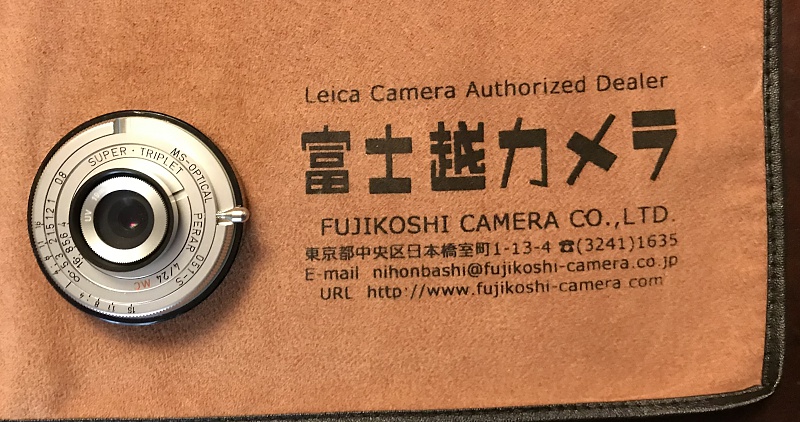 Leica Camera Authorized Dealer
富士越カメラ
FUJIKOSHI CAMERA CO.,LTD.
東京都中央区日本橋室町1-13-4 ☎(3241)1635
E-mail nihonbashi@fujikoshi-camera.co.jp
URL http://www.fujikoshi-camera.com
SUPER・TRIPLET
MS-OPTICAL
PERAR
4/24 MC
UV